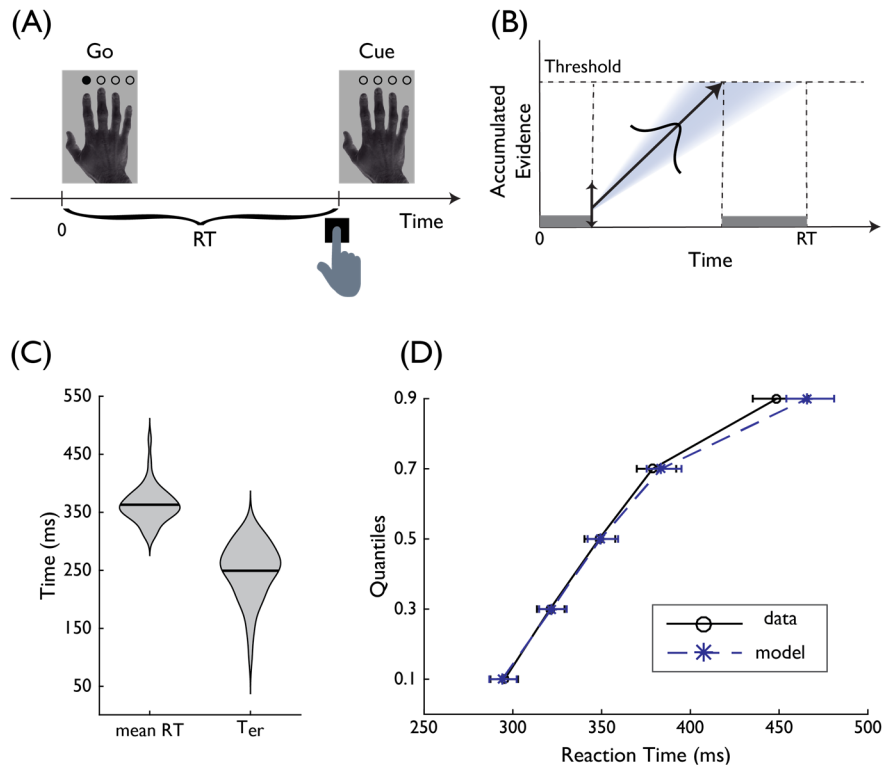 (A)
Go
Cue
0
RT
Time
(B)
Threshold
Accumulated
Evidence
0
RT
Time
(C)
550
450
350
250
150
50
Time (ms)
mean RT
Ter
(D)
0.9
0.7
0.5
0.3
0.1
Quantiles
data
model
250
300
350
400
450
500
Reaction Time (ms)